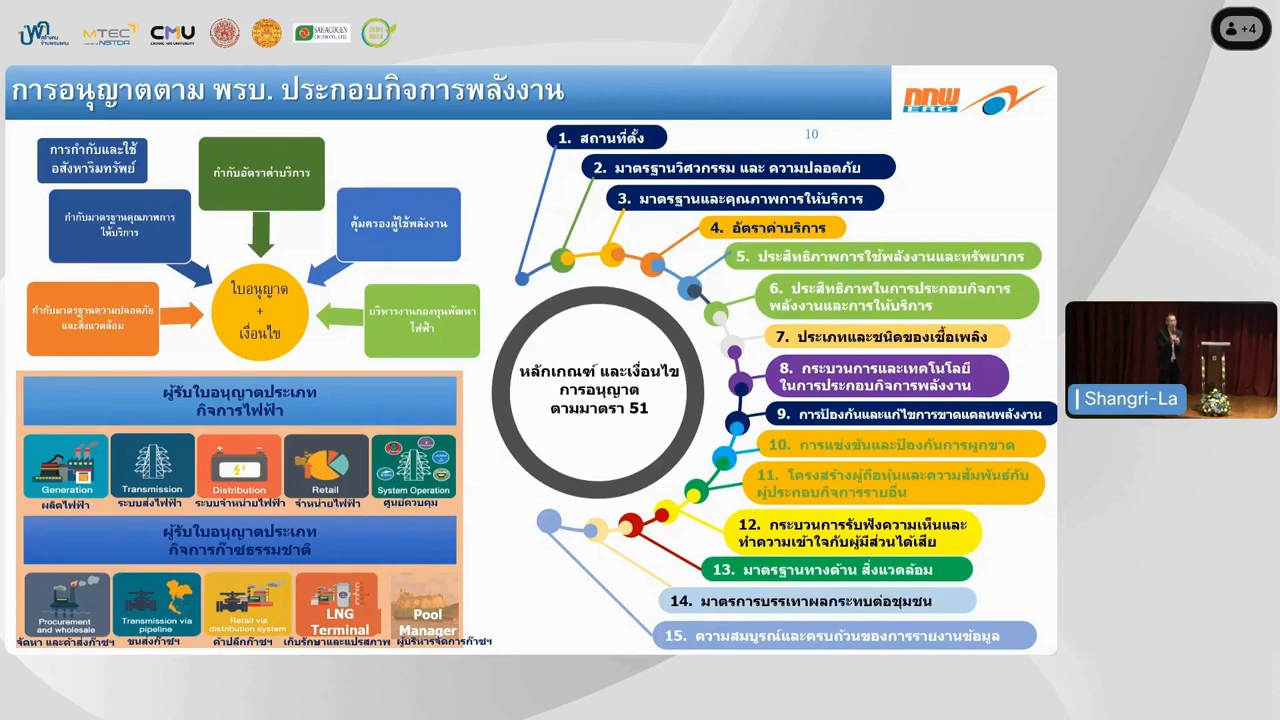 พก
MTEC
NSTDA
CMU
CHIANG MAI UNIVERSITY
SAHACOGEN
+4
การอนุญาตตาม พรบ. ประกอบกิจการพลังงาน
กกพ
ERC
10
การกำกับและใช้
อสังหาริมทรัพย์
กำกับอัตราค่าบริการ
กำกับมาตรฐานคุณภาพการ
ให้บริการ
คุ้มครองผู้ใช้พลังงาน
กำกับมาตรฐานความปลอดภัย
และสิ่งแวดล้อม
ใบอนุญาต
+
เงื่อนไข
บริหารงานกองทุนพัฒนา
ไฟฟ้า
ผู้รับใบอนุญาตประเภท
กิจการไฟฟ้า
Generation
Transmission
Distribution
Retail
System Operation
ผลิตไฟฟ้า
ระบบส่งไฟฟ้า
ระบบจำหน่ายไฟฟ้า
จำหน่ายไฟฟ้า
ศูนย์ควบคุม
ผู้รับใบอนุญาตประเภท
กิจการก๊าซธรรมชาติ
Procurement
and wholesale
Transmission via
pipeline
Retail via
distribution system
LNG
Terminal
Pool
Manager
จัดหา และค้าส่งก๊าซฯ
ขนส่งก๊าซฯ
ค้าปลีกก๊าซฯ
เก็บรักษาและแปรสภาพ
ผู้บริหารจัดการก๊าซฯ
หลักเกณฑ์ และเงื่อนไข
การอนุญาต
ตามมาตรา 51
1. สถานที่ตั้ง
2. มาตรฐานวิศวกรรม และ ความปลอดภัย
3. มาตรฐานและคุณภาพการให้บริการ
4. อัตราค่าบริการ
5. ประสิทธิภาพการใช้พลังงานและทรัพยากร
6. ประสิทธิภาพในการประกอบกิจการ
พลังงานและการให้บริการ
7. ประเภทและชนิดของเชื้อเพลิง
8. กระบวนการและเทคโนโลยี
ในการประกอบกิจการพลังงาน
9. การป้องกันและแก้ไขการขาดแคลนพลังงาน
10. การแข่งขันและป้องกันการผูกขาด
11. โครงสร้างผู้ถือหุ้นและความสัมพันธ์กับ
ผู้ประกอบกิจการรายอื่น
12. กระบวนการรับฟังความเห็นและ
ทำความเข้าใจกับผู้มีส่วนได้เสีย
13. มาตรฐานทางด้าน สิ่งแวดล้อม
14. มาตรการบรรเทาผลกระทบต่อชุมชน
15. ความสมบูรณ์และครบถ้วนของการรายงานข้อมูล
Shangri-La